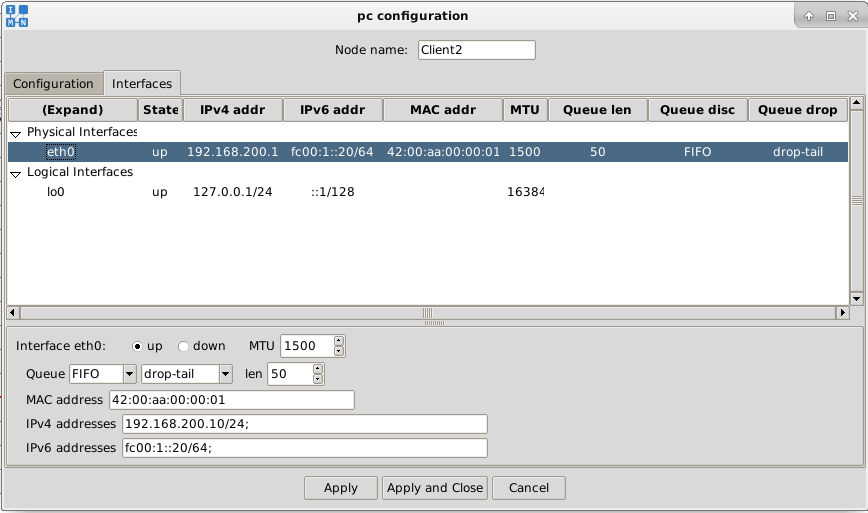 I
M N
pc configuration
Node name: Client2
Configuration Interfaces
(Expand) State IPv4 addr IPv6 addr MAC addr MTU Queue len Queue disc Queue drop
Physical Interfaces
eth0 up 192.168.200.1 fc00:1::20/64 42:00:aa:00:00:01 1500 50 FIFO drop-tail
Logical Interfaces
lo0 up 127.0.0.1/24 ::1/128 16384
Interface eth0: up down MTU 1500
Queue FIFO drop-tail len 50
MAC address 42:00:aa:00:00:01
IPv4 addresses 192.168.200.10/24;
IPv6 addresses fc00:1::20/64;
Apply Apply and Close Cancel